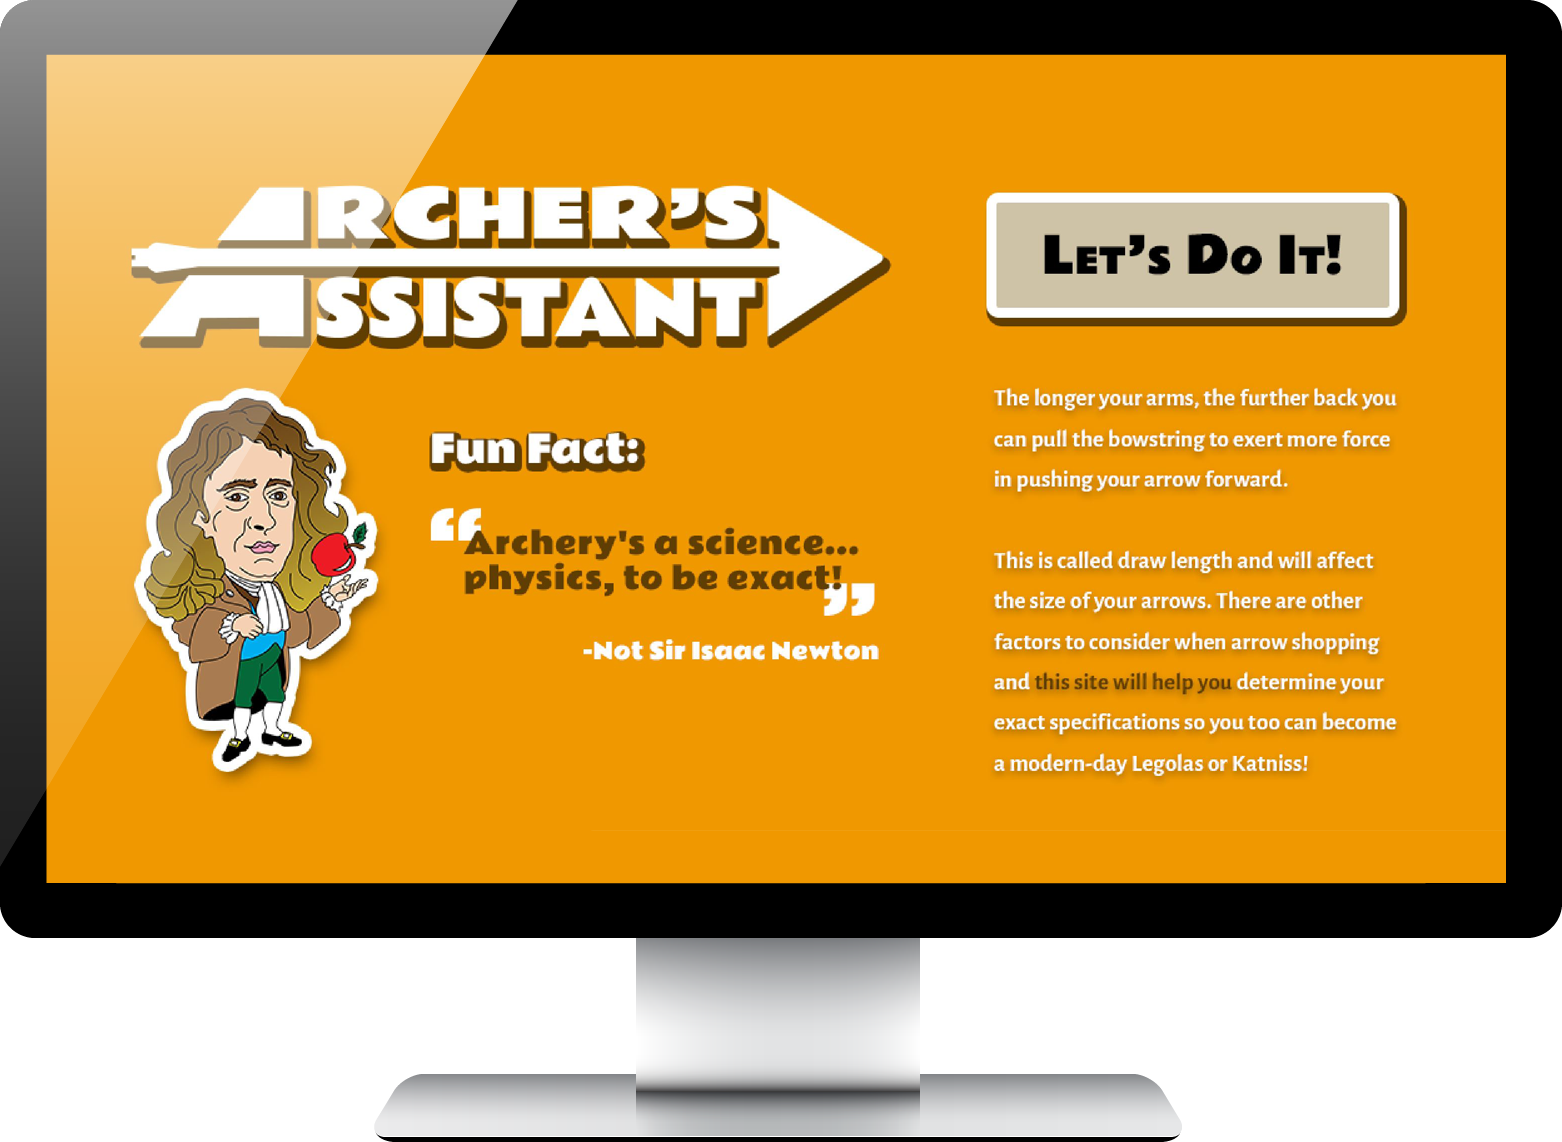 ARCHER'S
ASSISTANT
Fun Fact:
“Archery's a science...
physics, to be exact!”
-Not Sir Isaac Newton
Let's Do It!
The longer your arms, the further back you
can pull the bowstring to exert more force
in pushing your arrow forward.
This is called draw length and will affect
the size of your arrows. There are other
factors to consider when arrow shopping
and this site will help you determine your
exact specifications so you too can become
a modern-day Legolas or Katniss!